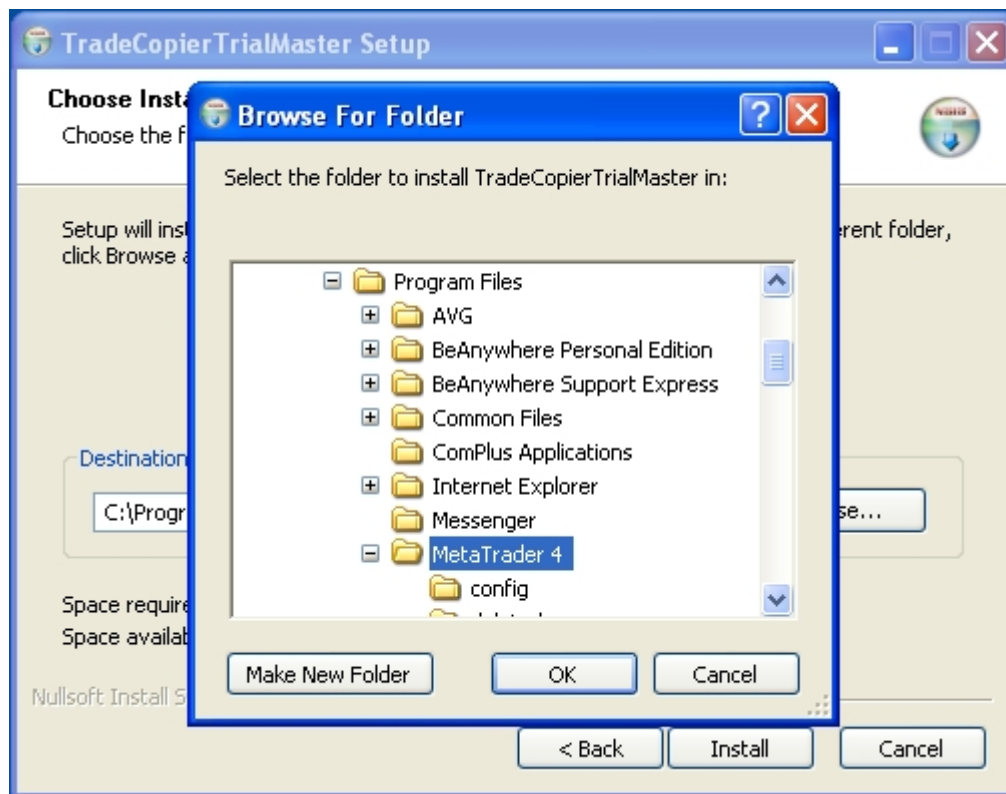 TradeCopierTrialMaster Setup
Choose Insta
Choose the f
Browse For Folder
Select the folder to install TradeCopierTrialMaster in:
Setup will inst
erent folder,
click Browse a
Program Files
AVG
BeAnywhere Personal Edition
BeAnywhere Support Express
Common Files
ComPlus Applications
Internet Explorer
Messenger
MetaTrader 4
config
Destination
C:\Progr
se...
Space require
Space availab
Make New Folder
OK
Cancel
Nullsoft Install S
< Back
Install
Cancel